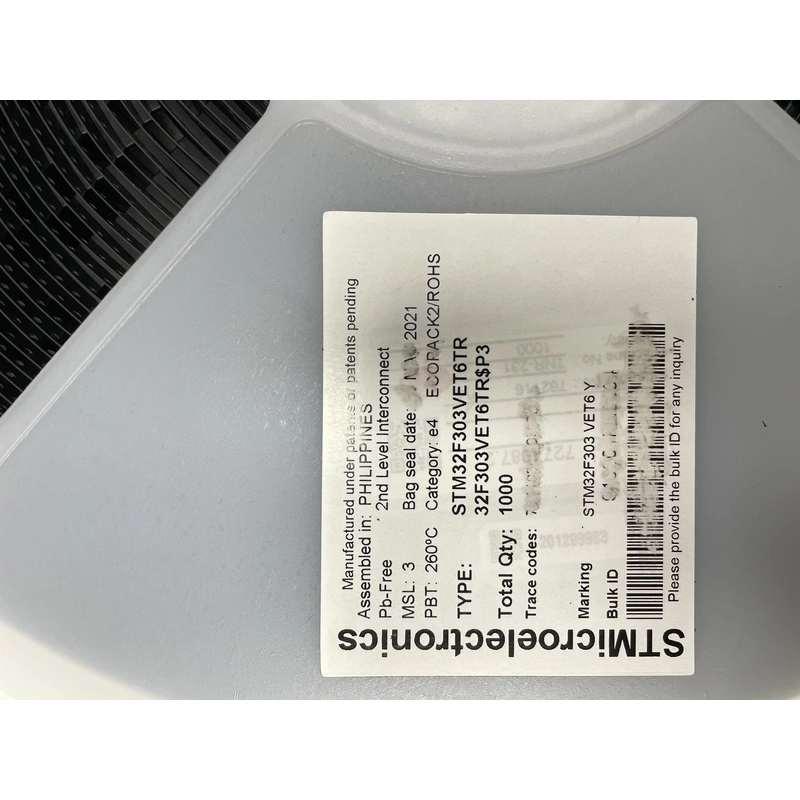 Manufactured under patents or patents pending
Assembled in: PHILIPPINES
Pb-Free 2nd Level Interconnect
MSL: 3 Bag seal date: 2021
PBT: 260ºC Category: e4 ECOPACK2/ROHS
TYPE: STM32F303VET6TR
32F303VET6TR$P3
Total Qty: 1000
Trace codes:
Marking STM32F303 VET6 Y
Bulk ID
Please provide the bulk ID for any inquiry
STMicroelectronics